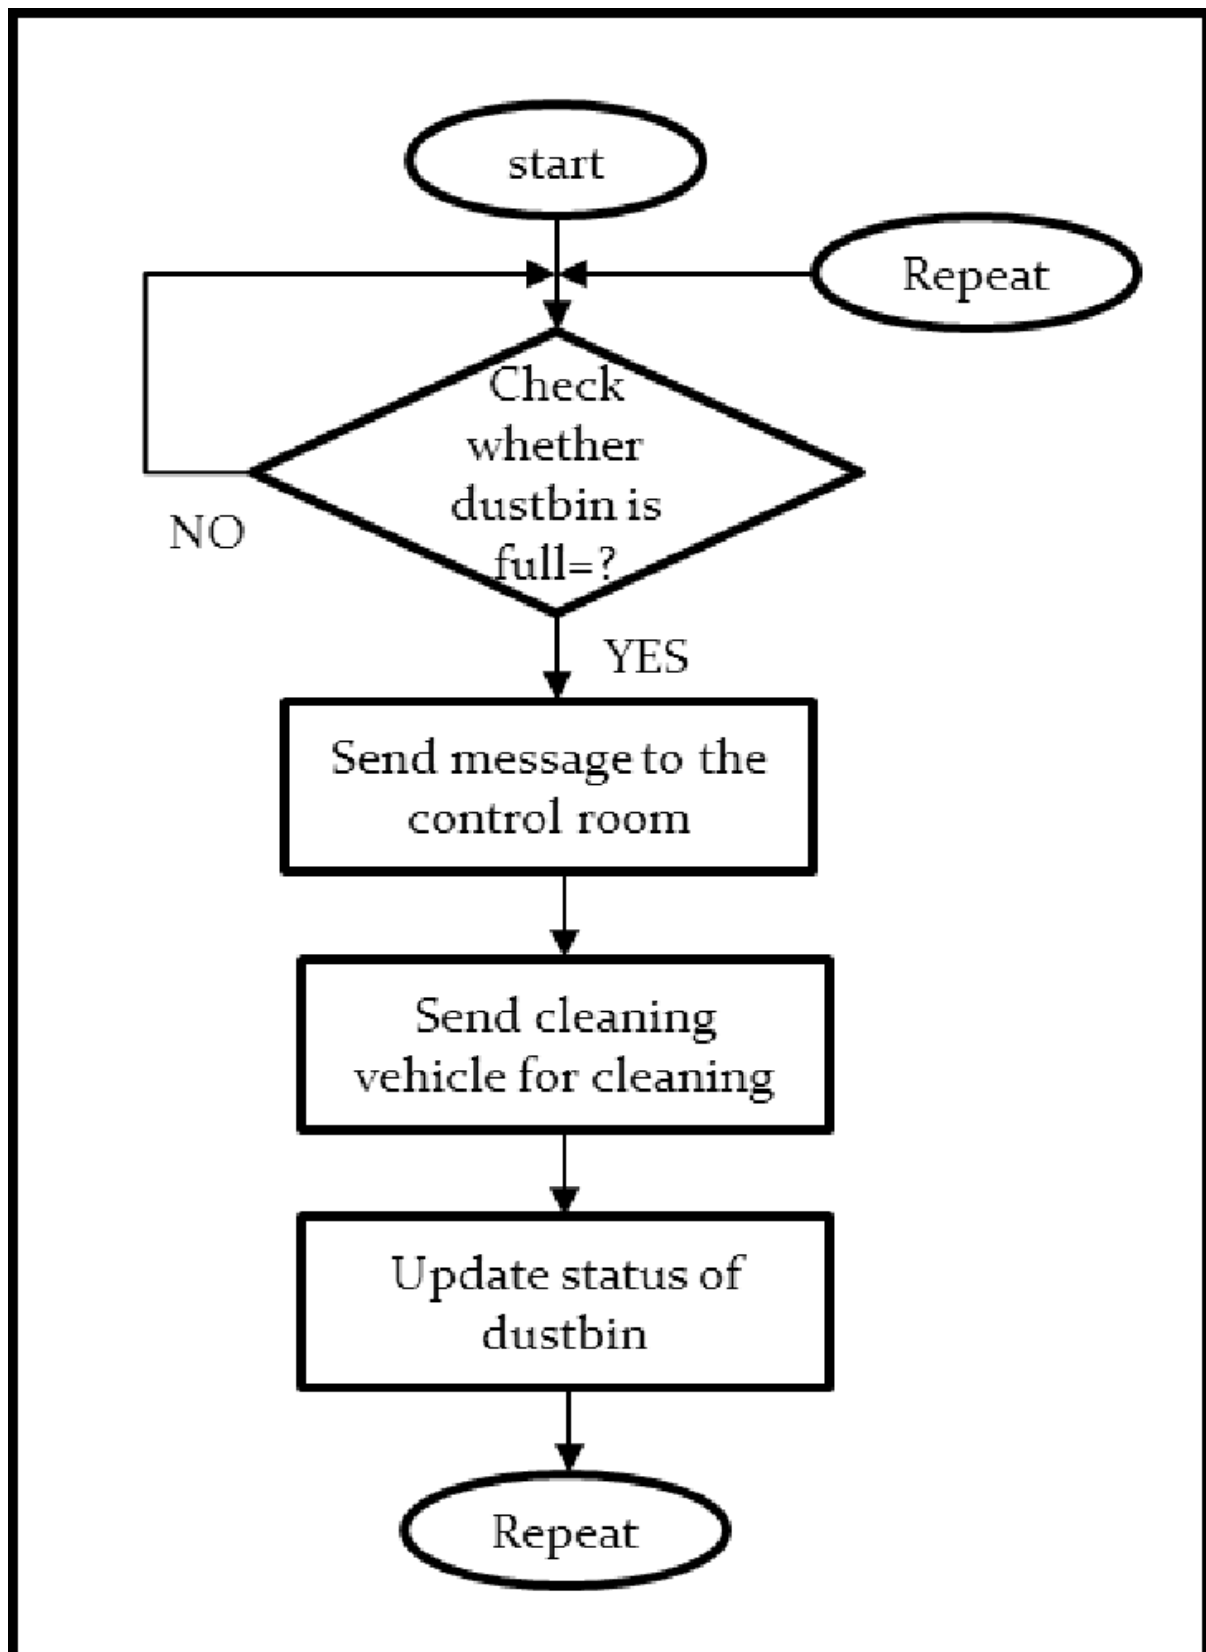 start
Repeat
Check
whether
dustbin is
full=?
NO
YES
Send message to the
control room
Send cleaning
vehicle for cleaning
Update status of
dustbin
Repeat